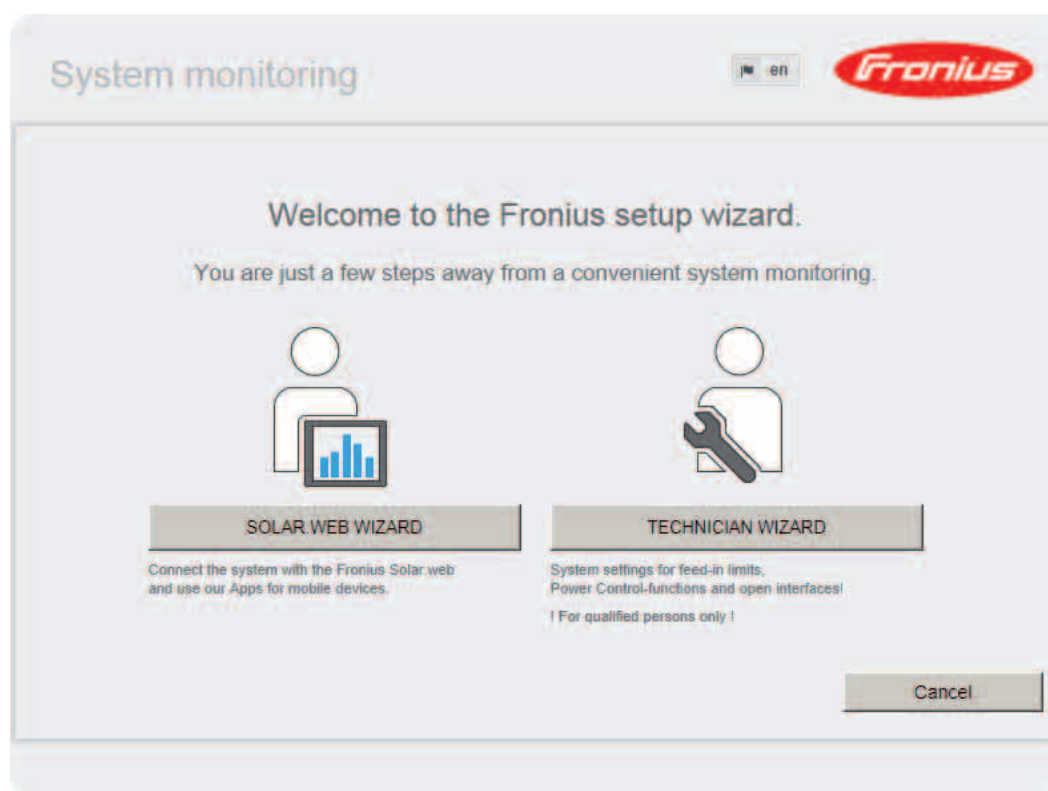 System monitoring
en
Fronius
Welcome to the Fronius setup wizard.
You are just a few steps away from a convenient system monitoring.
SOLAR.WEB WIZARD
TECHNICIAN WIZARD
Connect the system with the Fronius Solar.web
and use our Apps for mobile devices.
System settings for feed-in limits,
Power Control-functions and open interfaces!
! For qualified persons only !
Cancel